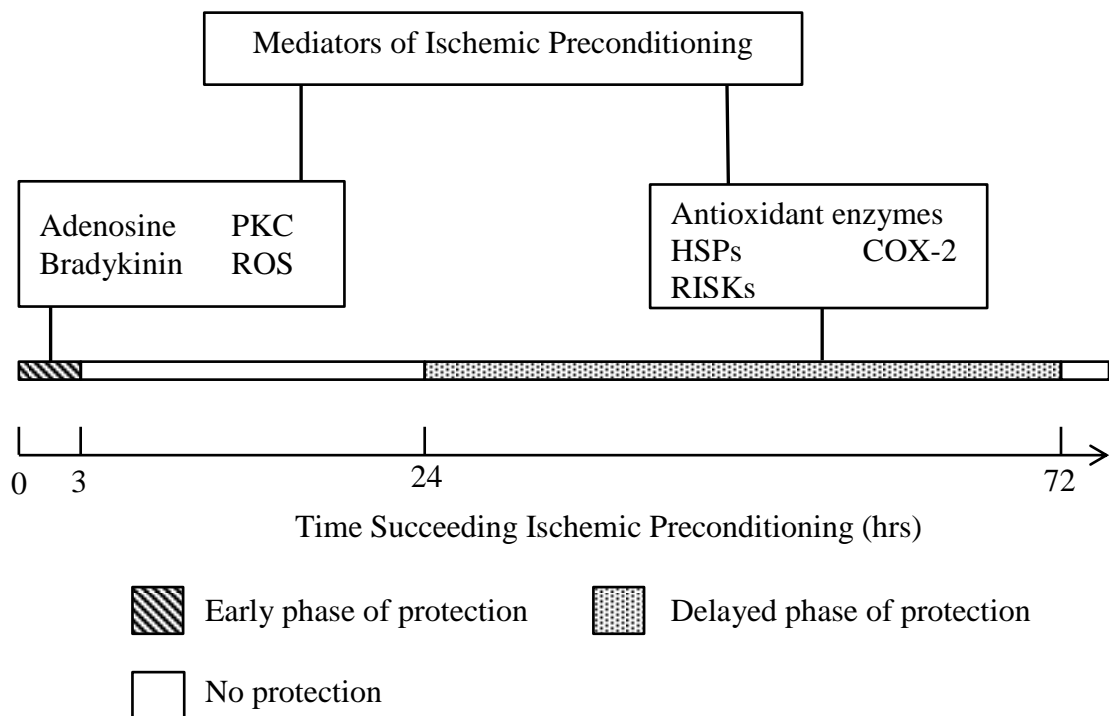 Mediators of Ischemic Preconditioning
Adenosine PKC
Bradykinin ROS
Antioxidant enzymes
HSPs COX-2
RISKs
0 3 24 72
Time Succeeding Ischemic Preconditioning (hrs)
Early phase of protection
Delayed phase of protection
No protection